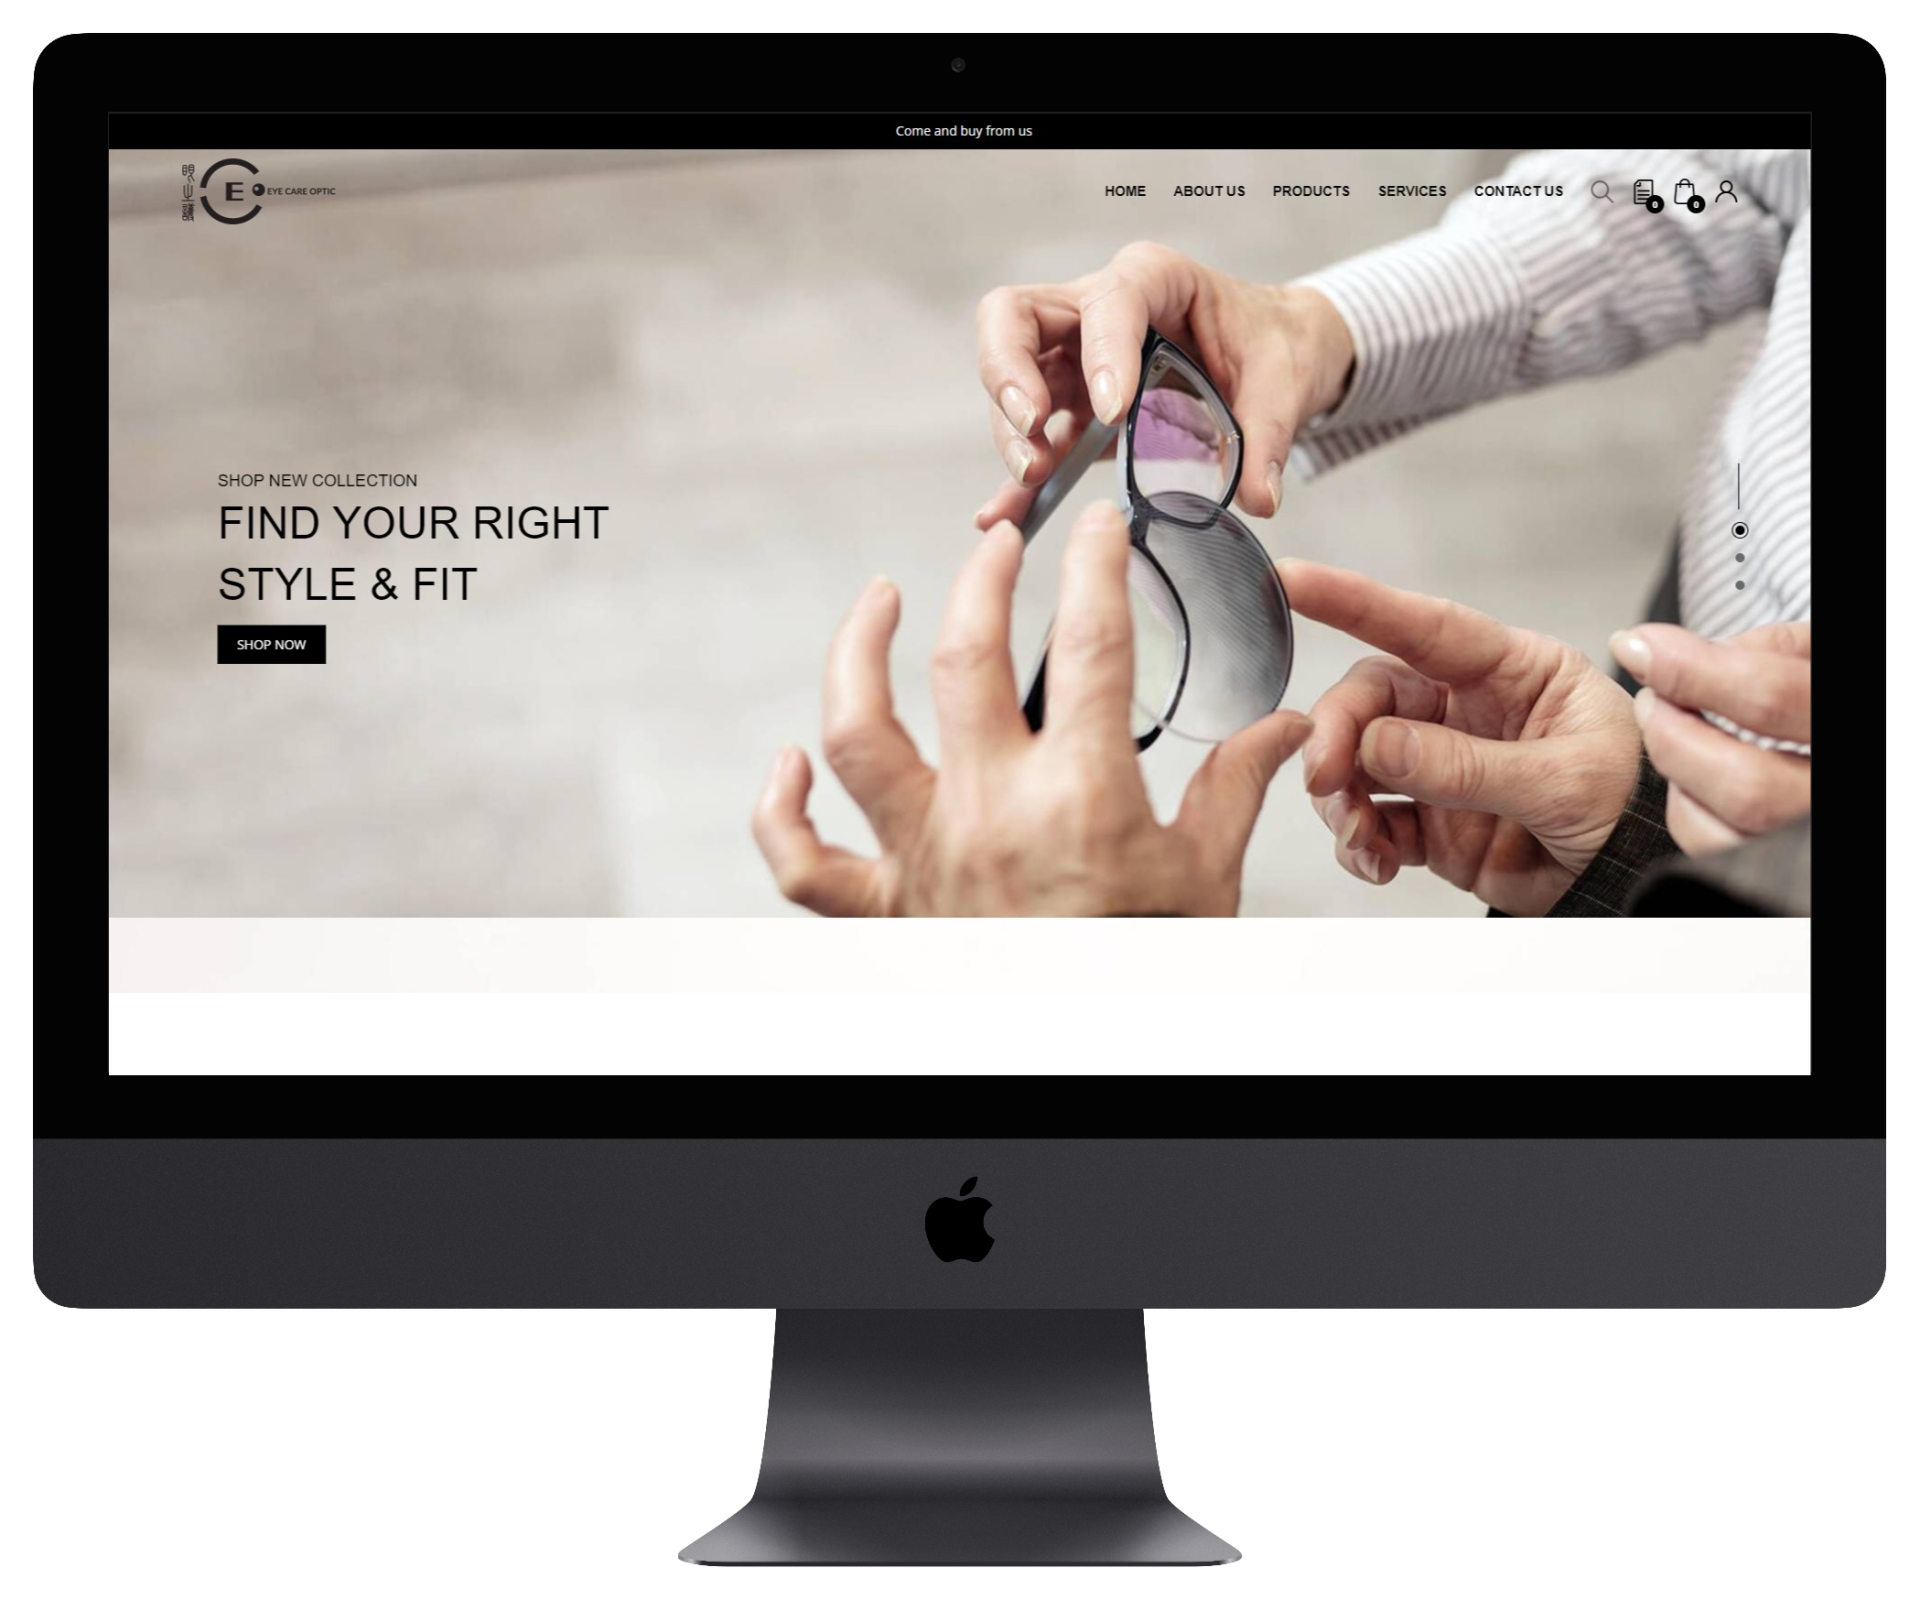 Come and buy from us
E
EYE CARE OPTIC
HOME ABOUT US PRODUCTS SERVICES CONTACT US
0 0
SHOP NEW COLLECTION
FIND YOUR RIGHT
STYLE & FIT
SHOP NOW